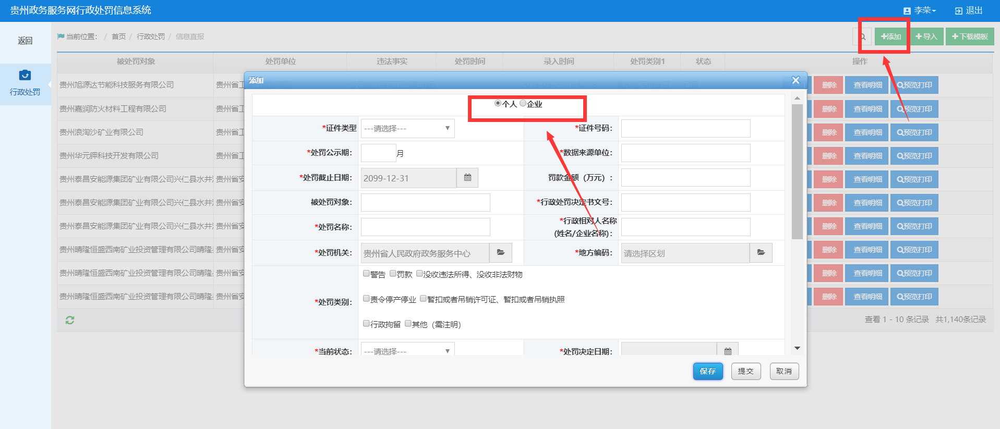 贵州政务服务网行政处罚信息系统
李荣
退出
返回
行政处罚
当前位置： / 首页 / 行政处罚 / 信息直报
添加
导入
下载模板
被处罚对象 处罚单位 违法事实 处罚时间 录入时间 处罚类别1 状态 操作
贵州旭源达节能科技服务有限公司 贵州省工 删除 查看明细 预览打印
贵州嘉润防火材料工程有限公司 贵州省工 删除 查看明细 预览打印
贵州浪淘沙矿业有限公司 贵州省工 删除 查看明细 预览打印
贵州华元钾科技开发有限公司 贵州省工 删除 查看明细 预览打印
贵州泰昌安能源集团矿业有限公司兴仁县水井 贵州省安 删除 查看明细 预览打印
贵州泰昌安能源集团矿业有限公司兴仁县水井 贵州省安 删除 查看明细 预览打印
贵州泰昌安能源集团矿业有限公司兴仁县水井 贵州省安 删除 查看明细 预览打印
贵州晴隆恒盛西南矿业投资管理有限公司晴隆 贵州省安 删除 查看明细 预览打印
贵州晴隆恒盛西南矿业投资管理有限公司晴隆 贵州省安 删除 查看明细 预览打印
贵州晴隆恒盛西南矿业投资管理有限公司晴隆 贵州省安 删除 查看明细 预览打印
查看 1 - 10 条记录 共1,140条记录
添加
个人 企业
*证件类型 ---请选择--- *证件号码：
*处罚公示期： 月 *数据来源单位：
*处罚截止日期： 2099-12-31 罚款金额（万元）：
被处罚对象： *行政处罚决定书文号：
*处罚名称： *行政相对人名称
(姓名/企业名称)：
*处罚机关： 贵州省人民政府政务服务中心 *地方编码： 请选择区划
警告 罚款 没收违法所得、没收非法财物
*处罚类别： 责令停产停业 暂扣或者吊销许可证、暂扣或者吊销执照
行政拘留 其他（需注明）
*当前状态： ---请选择--- *处罚决定日期：
保存 提交 取消